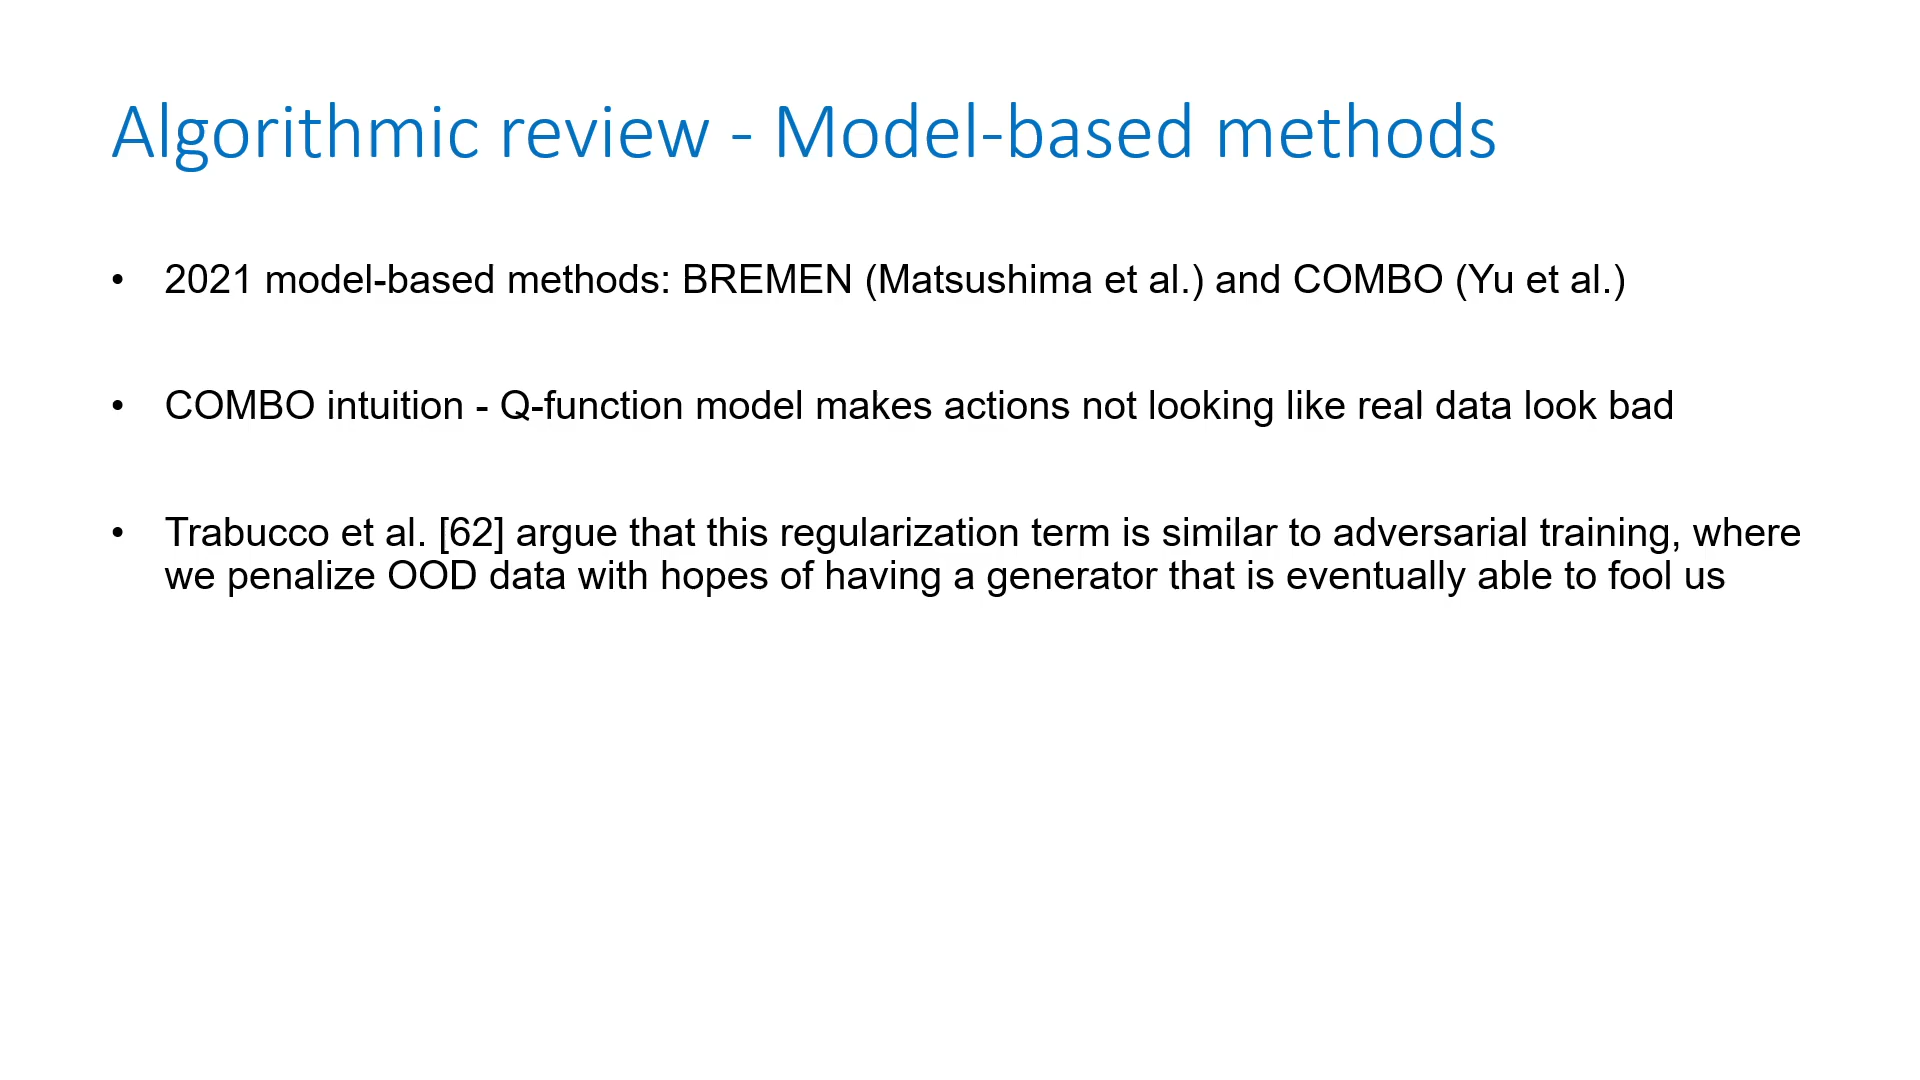 Algorithmic review - Model-based methods
• 2021 model-based methods: BREMEN (Matsushima et al.) and COMBO (Yu et al.)
• COMBO intuition - Q-function model makes actions not looking like real data look bad
• Trabucco et al. [62] argue that this regularization term is similar to adversarial training, where
we penalize OOD data with hopes of having a generator that is eventually able to fool us